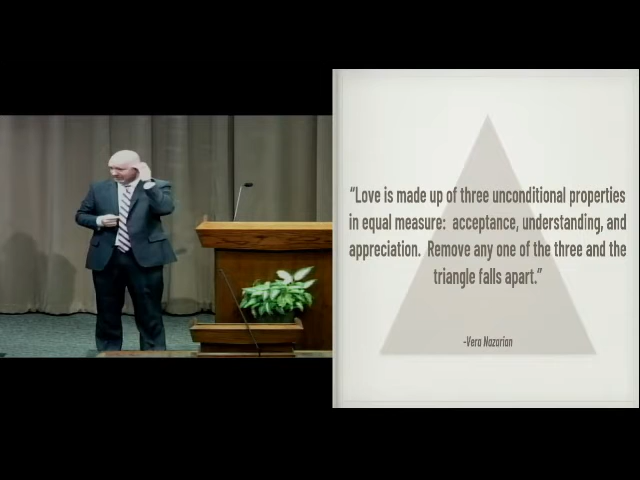 "Love is made up of three unconditional properties
in equal measure:  acceptance, understanding, and
appreciation.  Remove any one of the three and the
triangle falls apart."
-Vera Nazarian